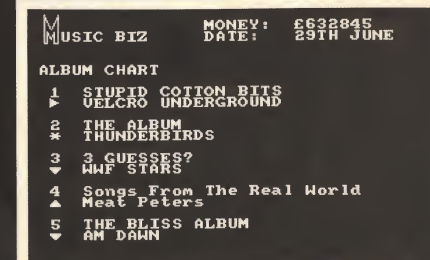 MUSIC BIZ MONEY: £632845
DATE: 29TH JUNE
ALBUM CHART
1 STUPID COTTON BITS
VELCRO UNDERGROUND
2 THE ALBUM
* THUNDERBIRDS
3 3 GUESSES?
WWF STARS
4 Songs From The Real World
Meat Peters
5 THE BLISS ALBUM
AM DAWN